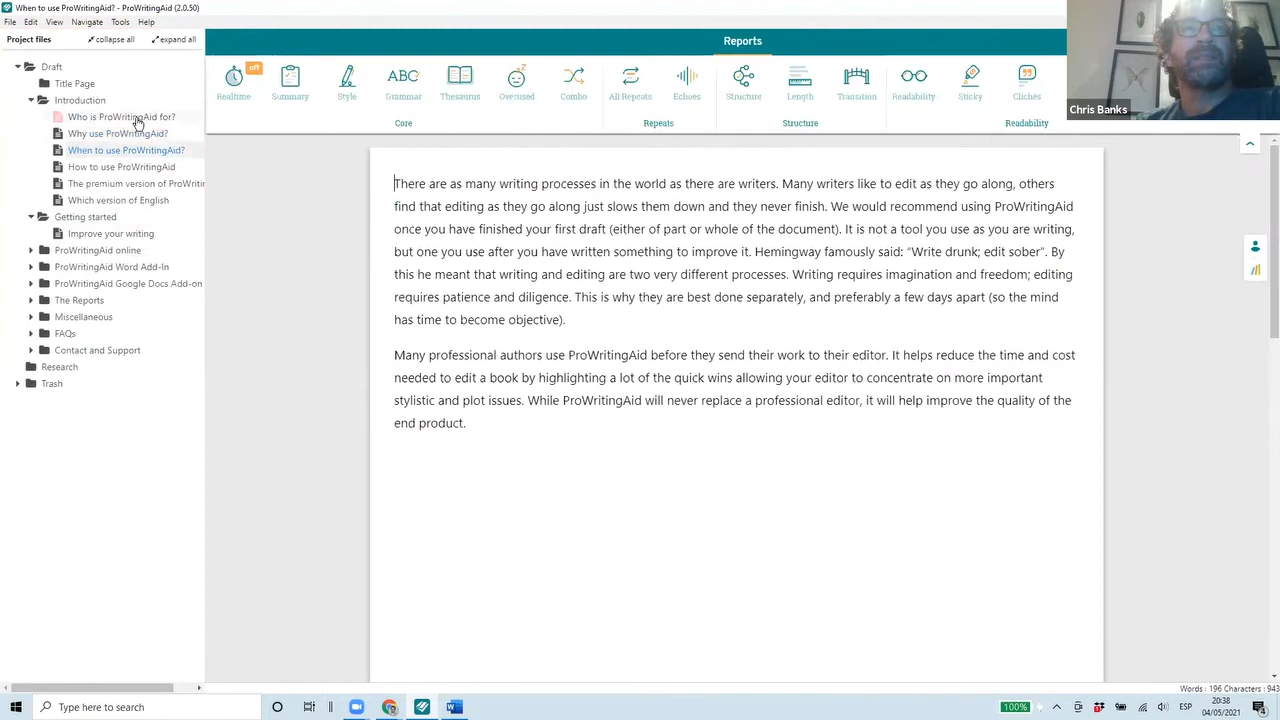 When to use ProWritingAid? - ProWritingAid (2.0.50)
File Edit View Navigate Tools Help
Project files collapse all expand all
Reports
Draft
Title Page
Introduction
Who is ProWritingAid for?
Why use ProWritingAid?
When to use ProWritingAid?
How to use ProWritingAid
The premium version of ProWritin
Which version of English
Getting started
Improve your writing
ProWritingAid online
ProWritingAid Word Add-In
ProWritingAid Google Docs Add-on
The Reports
Miscellaneous
FAQs
Contact and Support
Research
Trash
off
ABC
Realtime Summary Style Grammar Thesaurus Overused Combo All Repeats Echoes Structure Length Transition Readability Sticky Clichés
Core Repeats Structure Readability
Chris Banks
There are as many writing processes in the world as there are writers. Many writers like to edit as they go along, others
find that editing as they go along just slows them down and they never finish. We would recommend using ProWritingAid
once you have finished your first draft (either of part or whole of the document). It is not a tool you use as you are writing,
but one you use after you have written something to improve it. Hemingway famously said: “Write drunk; edit sober”. By
this he meant that writing and editing are two very different processes. Writing requires imagination and freedom; editing
requires patience and diligence. This is why they are best done separately, and preferably a few days apart (so the mind
has time to become objective).
Many professional authors use ProWritingAid before they send their work to their editor. It helps reduce the time and cost
needed to edit a book by highlighting a lot of the quick wins allowing your editor to concentrate on more important
stylistic and plot issues. While ProWritingAid will never replace a professional editor, it will help improve the quality of the
end product.
Words : 196 Characters : 943
Type here to search
100%
ESP
20:38
04/05/2021